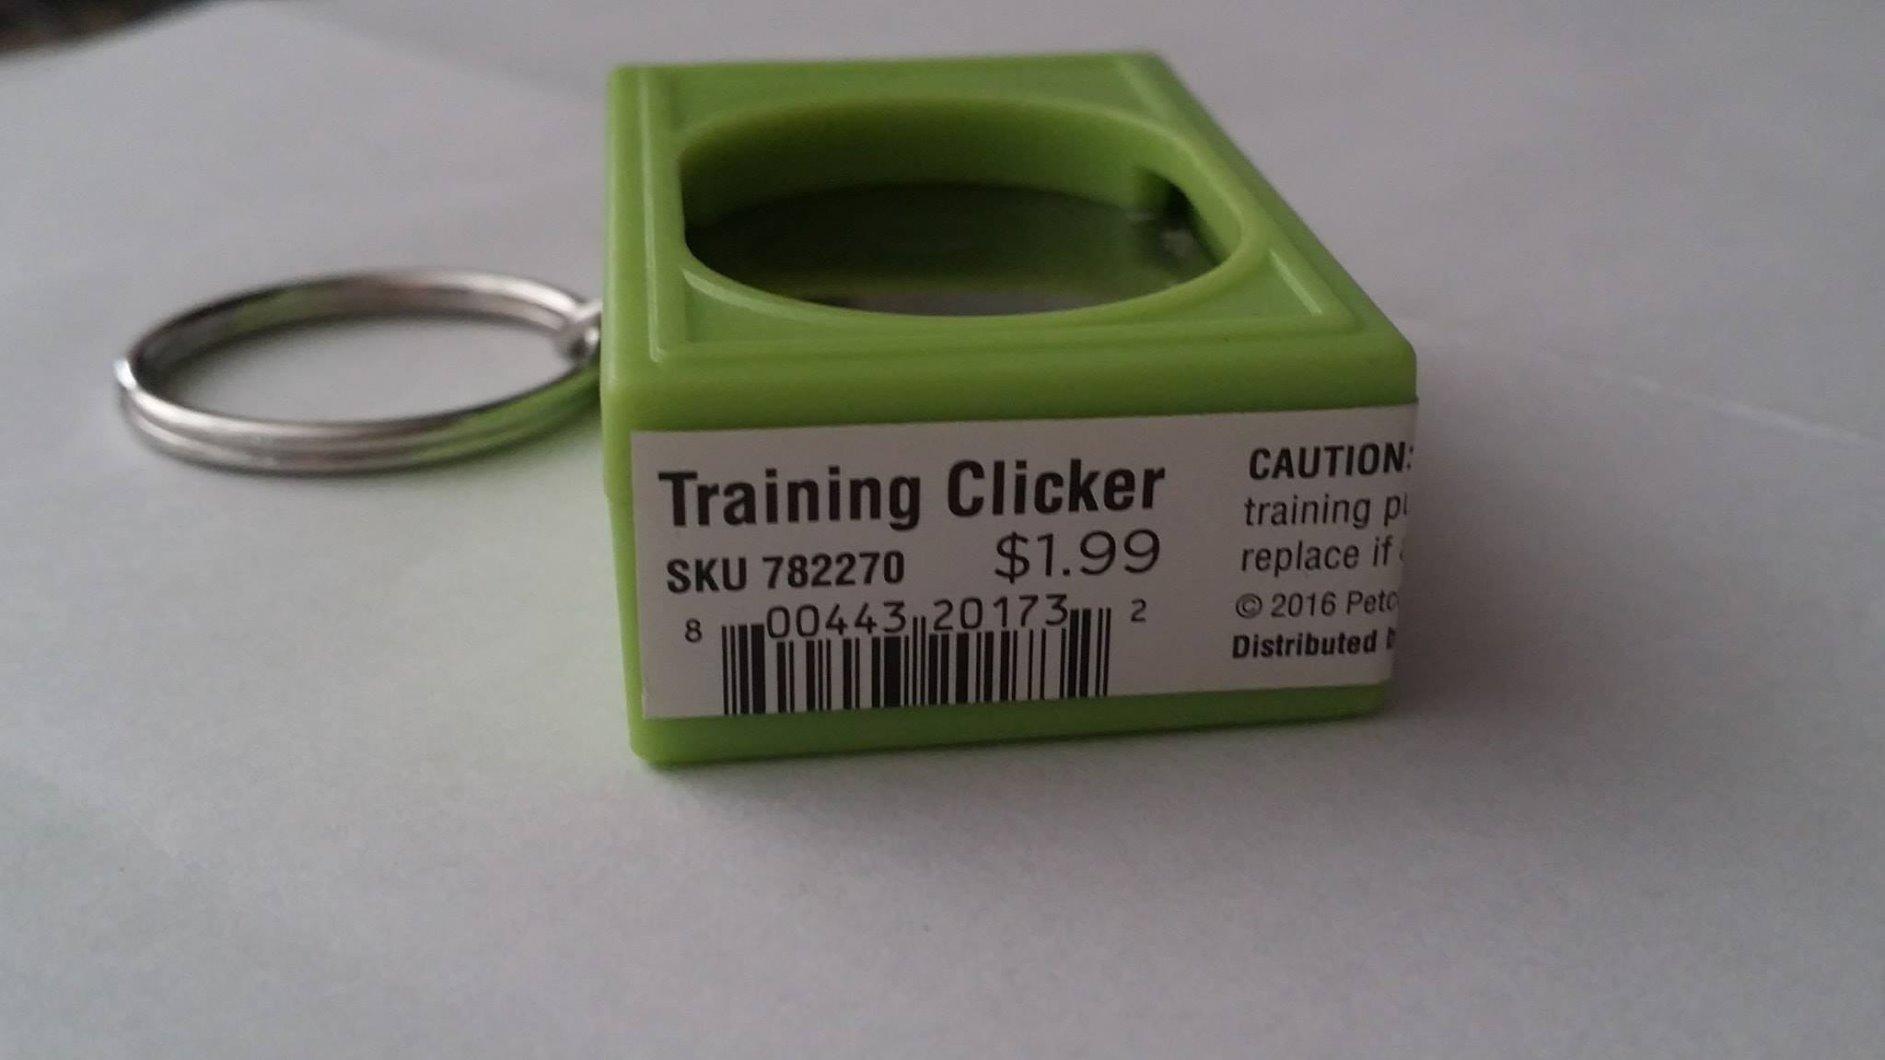 Training Clicker
SKU 782270 $1.99
8 00443 20173 2
CAUTION:
training
replace if
© 2016
Distributed